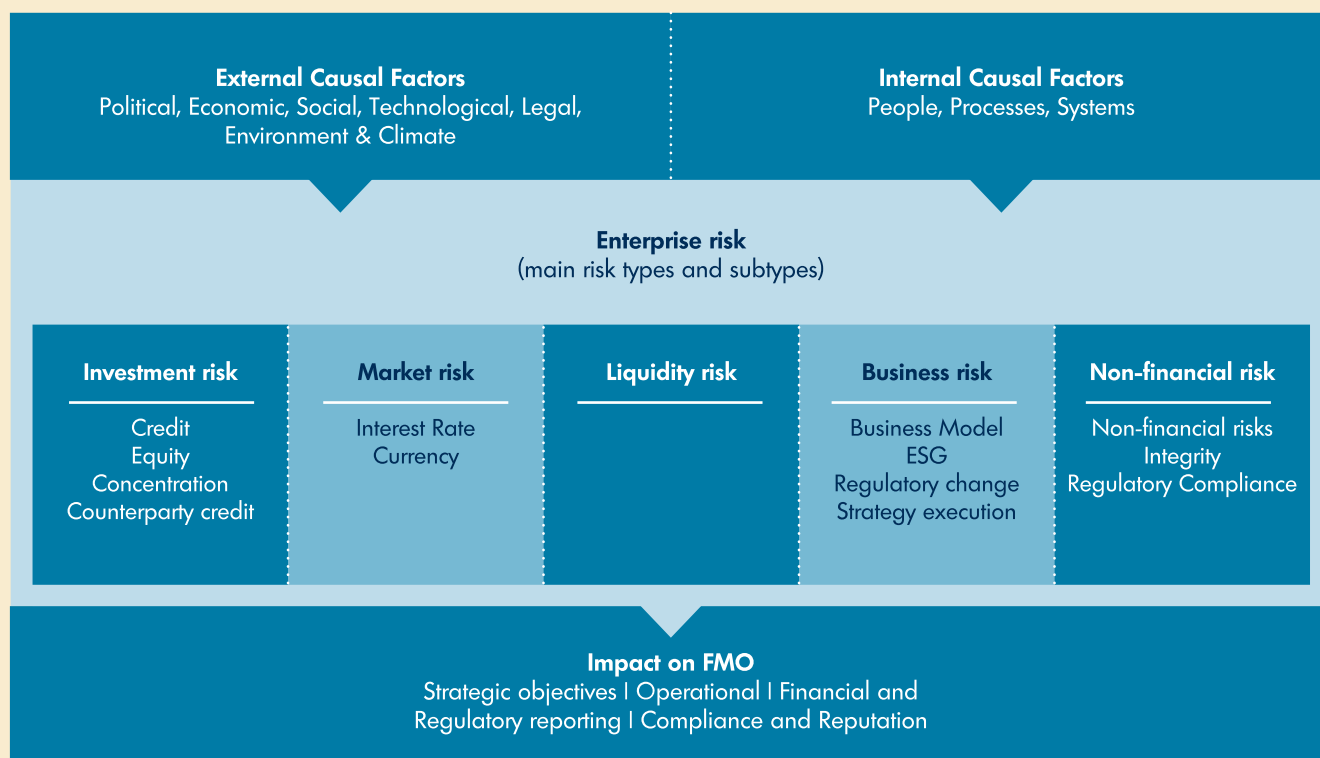 External Causal Factors
Political, Economic, Social, Technological, Legal,
Environment & Climate
Internal Causal Factors
People, Processes, Systems
Enterprise risk
(main risk types and subtypes)
Investment risk
Credit
Equity
Concentration
Counterparty credit
Market risk
Interest Rate
Currency
Liquidity risk
Business risk
Business Model
ESG
Regulatory change
Strategy execution
Non-financial risk
Non-financial risks
Integrity
Regulatory Compliance
Impact on FMO
Strategic objectives | Operational | Financial and
Regulatory reporting | Compliance and Reputation